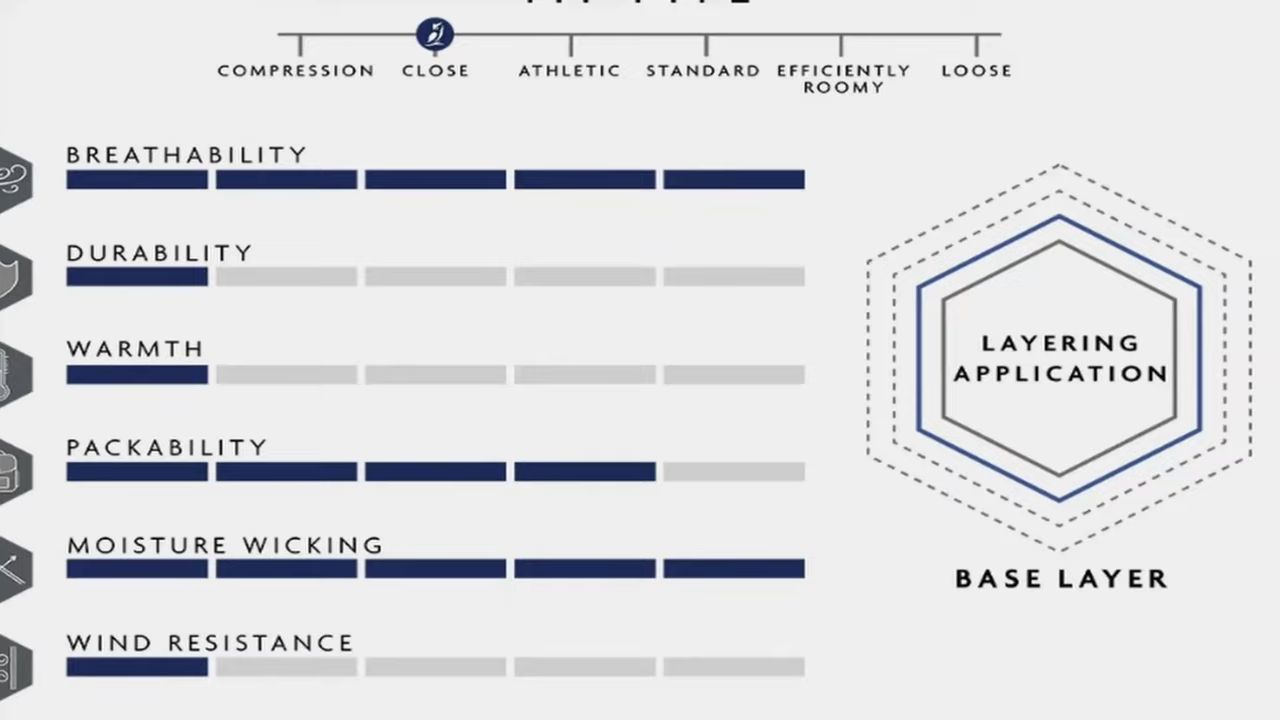 COMPRESSION CLOSE ATHLETIC STANDARD EFFICIENTLY LOOSE
ROOMY
BREATHABILITY
DURABILITY
WARMTH
PACKABILITY
MOISTURE WICKING
WIND RESISTANCE
LAYERING
APPLICATION
BASE LAYER